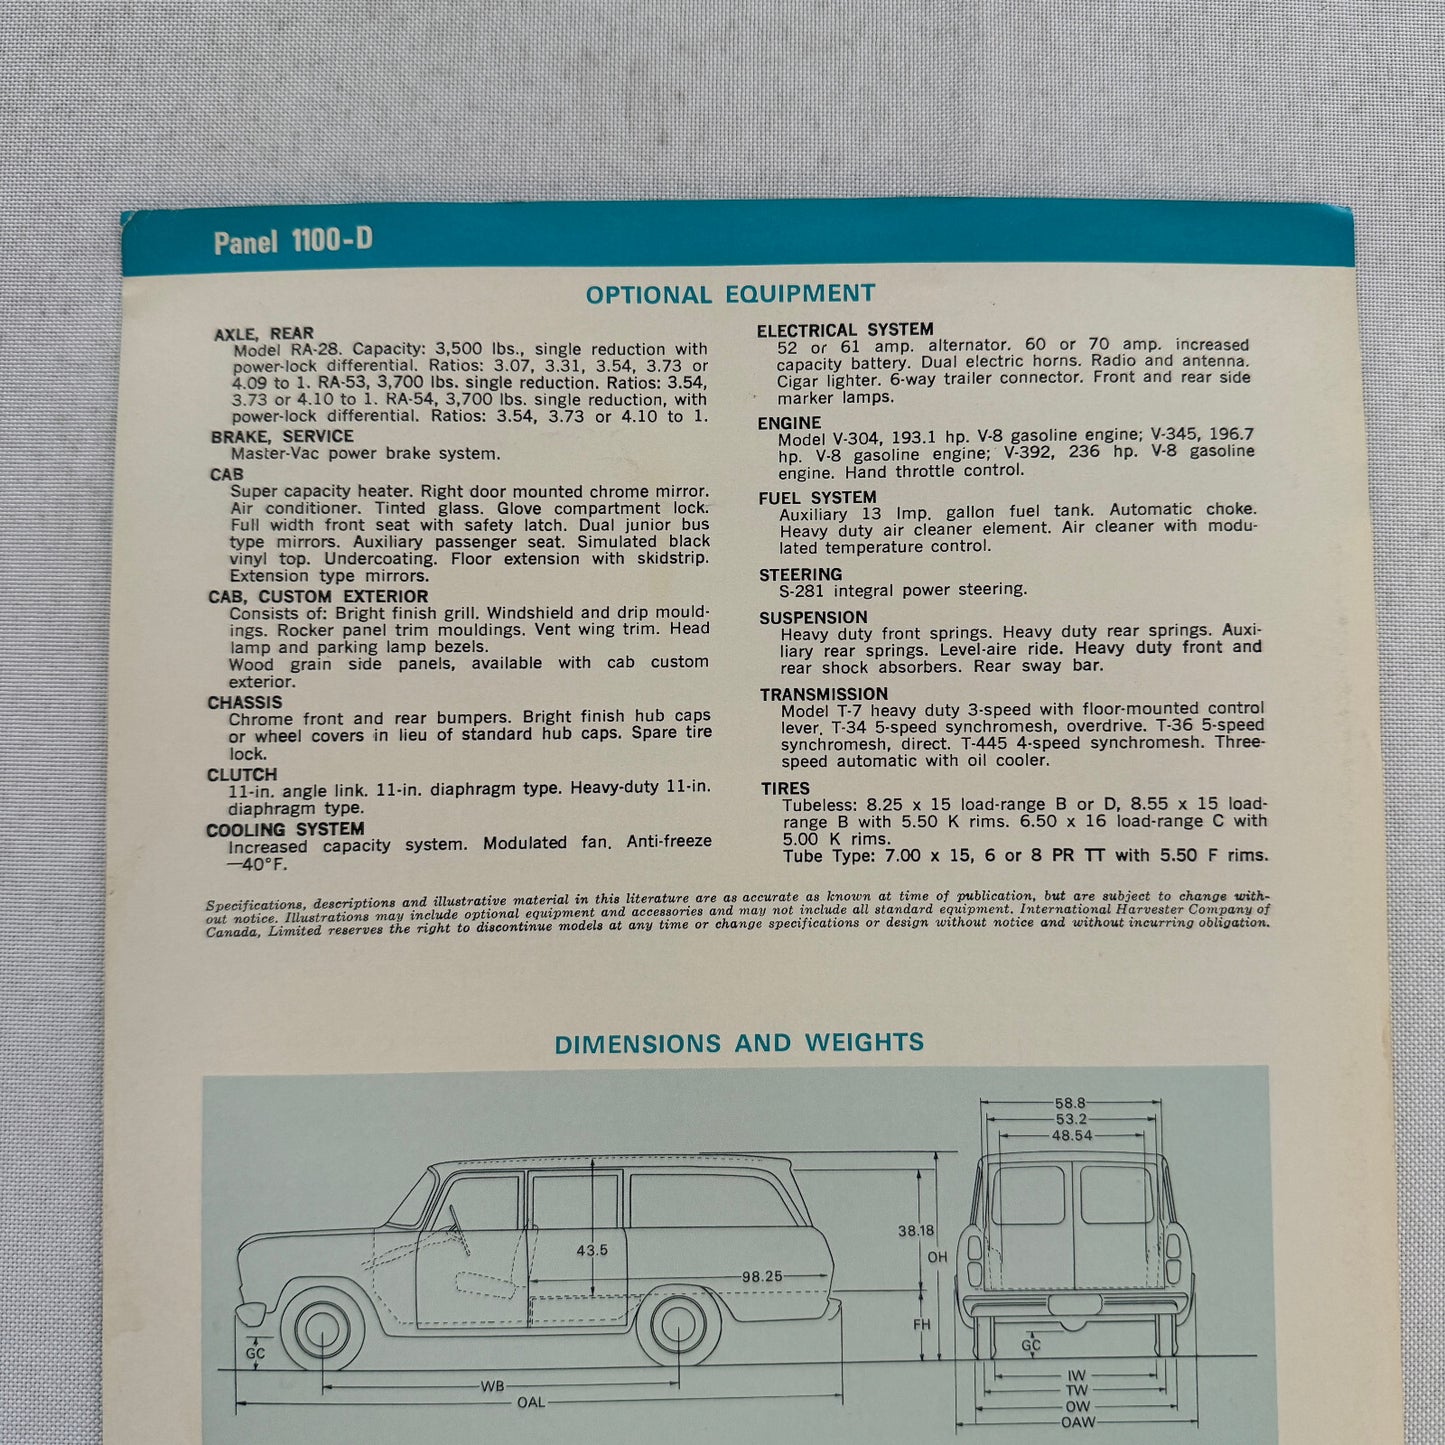 Panel 1100-D
OPTIONAL EQUIPMENT
AXLE, REAR
Model RA-28. Capacity: 3,500 lbs., single reduction with
power-lock differential. Ratios: 3.07, 3.31, 3.54, 3.73 or
4.09 to 1. RA-53, 3,700 lbs. single reduction. Ratios: 3.54,
3.73 or 4.10 to 1. RA-54, 3,700 lbs. single reduction, with
power-lock differential. Ratios: 3.54, 3.73 or 4.10 to 1.
BRAKE, SERVICE
Master-Vac power brake system.
CAB
Super capacity heater. Right door mounted chrome mirror.
Air conditioner. Tinted glass. Glove compartment lock.
Full width front seat with safety latch. Dual junior bus
type mirrors. Auxiliary passenger seat. Simulated black
vinyl top. Undercoating. Floor extension with skidstrip.
Extension type mirrors.
CAB, CUSTOM EXTERIOR
Consists of: Bright finish grill. Windshield and drip mould-
ings. Rocker panel trim mouldings. Vent wing trim. Head
lamp and parking lamp bezels.
Wood grain side panels, available with cab custom
exterior.
CHASSIS
Chrome front and rear bumpers. Bright finish hub caps
or wheel covers in lieu of standard hub caps. Spare tire
lock.
CLUTCH
11-in. angle link. 11-in. diaphragm type. Heavy-duty 11-in.
diaphragm type.
COOLING SYSTEM
Increased capacity system. Modulated fan. Anti-freeze
—40°F.
ELECTRICAL SYSTEM
52 or 61 amp. alternator. 60 or 70 amp. increased
capacity battery. Dual electric horns. Radio and antenna.
Cigar lighter. 6-way trailer connector. Front and rear side
marker lamps.
ENGINE
Model V-304, 193.1 hp. V-8 gasoline engine; V-345, 196.7
hp. V-8 gasoline engine; V-392, 236 hp. V-8 gasoline
engine. Hand throttle control.
FUEL SYSTEM
Auxiliary 13 Imp. gallon fuel tank. Automatic choke.
Heavy duty air cleaner element. Air cleaner with modu-
lated temperature control.
STEERING
S-281 integral power steering.
SUSPENSION
Heavy duty front springs. Heavy duty rear springs. Auxi-
liary rear springs. Level-aire ride. Heavy duty front and
rear shock absorbers. Rear sway bar.
TRANSMISSION
Model T-7 heavy duty 3-speed with floor-mounted control
lever. T-34 5-speed synchromesh, overdrive. T-36 5-speed
synchromesh, direct. T-445 4-speed synchromesh. Three-
speed automatic with oil cooler.
TIRES
Tubeless: 8.25 x 15 load-range B or D, 8.55 x 15 load-
range B with 5.50 K rims. 6.50 x 16 load-range C with
5.00 K rims.
Tube Type: 7.00 x 15, 6 or 8 PR TT with 5.50 F rims.
Specifications, descriptions and illustrative material in this literature are as accurate as known at time of publication, but are subject to change with-
out notice. Illustrations may include optional equipment and accessories and may not include all standard equipment. International Harvester Company of
Canada, Limited reserves the right to discontinue models at any time or change specifications or design without notice and without incurring obligation.
DIMENSIONS AND WEIGHTS
58.8
53.2
48.54
38.18
OH
43.5
98.25
FH
GC
GC
WB
OAL
IW
TW
OW
OAW